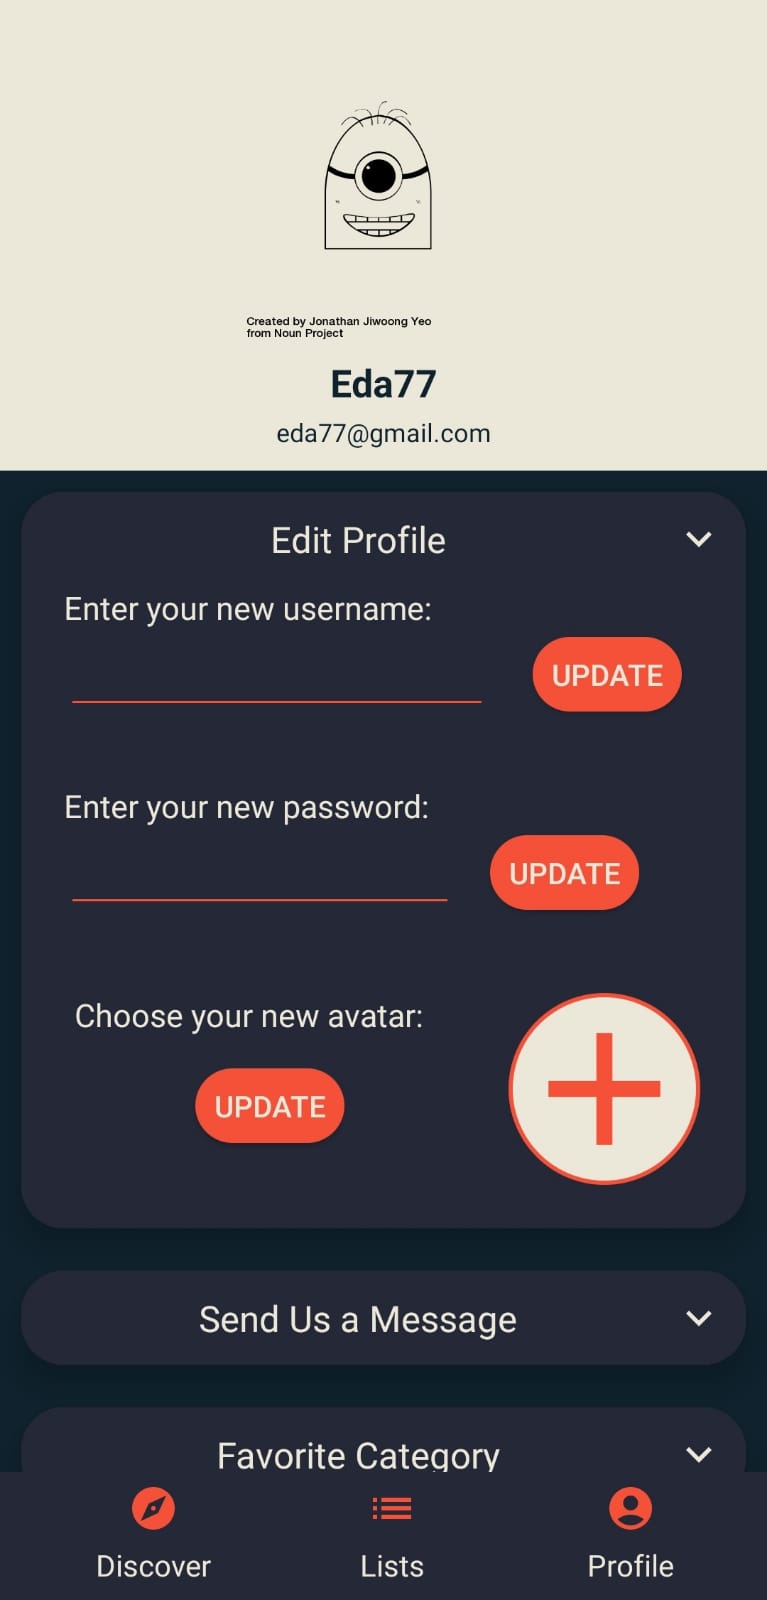 Created by Jonathan Jiwoong Yeo
from Noun Project
Eda77
eda77@gmail.com
Edit Profile
Enter your new username:
UPDATE
Enter your new password:
UPDATE
Choose your new avatar:
UPDATE
Send Us a Message
Favorite Category
Discover
Lists
Profile